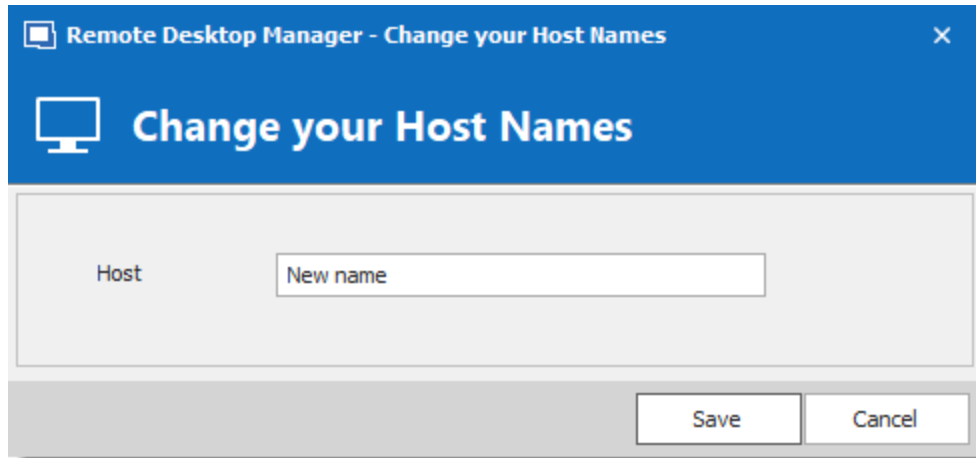 Remote Desktop Manager - Change your Host Names
Change your Host Names
Host New name
Save Cancel